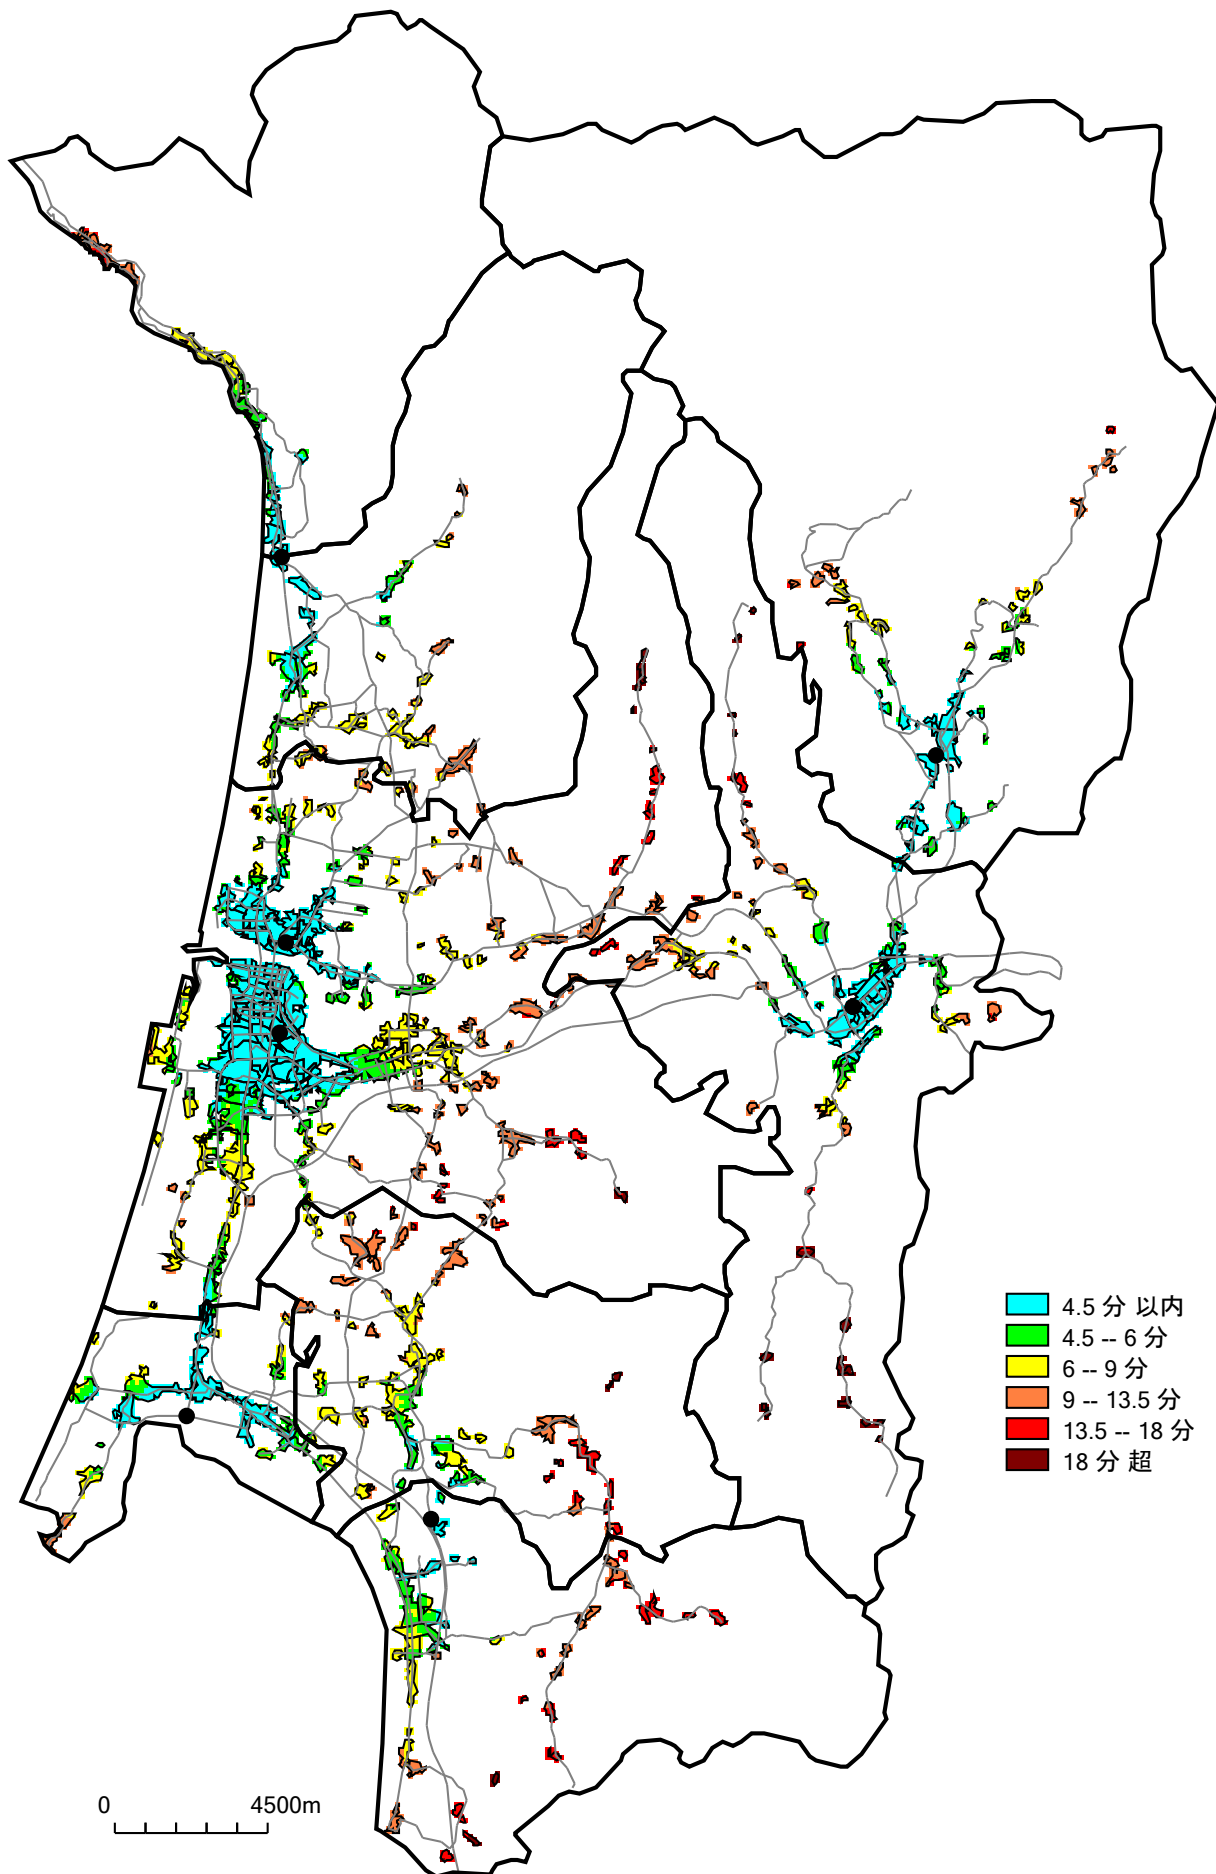 4.5 分 以内
4.5 -- 6 分
6 -- 9 分
9 -- 13.5 分
13.5 -- 18 分
18 分 超
0 4500m